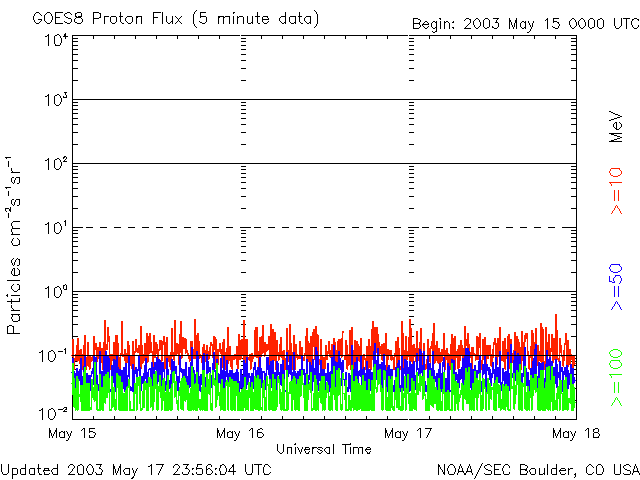 GOES8 Proton Flux (5 minute data)
Begin: 2003 May 15 0000 UTC
10⁴
10³
10²
10¹
10⁰
10⁻¹
10⁻²
Particles cm⁻²s⁻¹sr⁻¹
MeV
>=10
>=50
>=100
May 15
May 16
May 17
May 18
Universal Time
Updated 2003 May 17 23:56:04 UTC
NOAA/SEC Boulder, CO USA